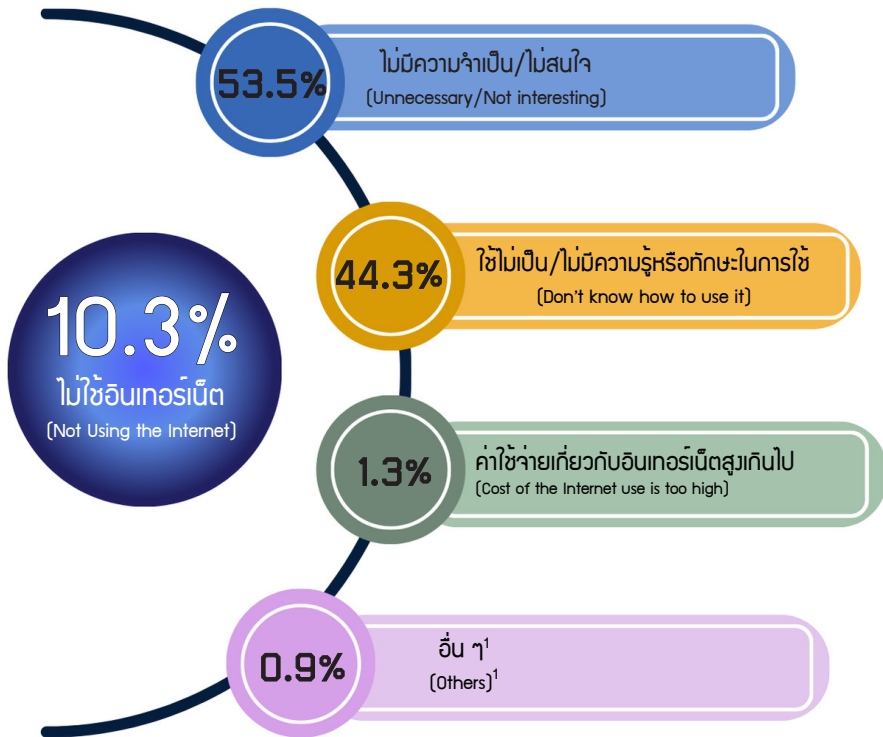 53.5%
ไม่มีความจำเป็น/ไม่สนใจ
(Unnecessary/Not interesting)
44.3%
ใช้ไม่เป็น/ไม่มีความรู้หรือทักษะในการใช้
(Don't know how to use it)
10.3%
ไม่ใช้อินเทอร์เน็ต
(Not Using the Internet)
1.3%
ค่าใช้จ่ายเกี่ยวกับอินเทอร์เน็ตสูงเกินไป
(Cost of the Internet use is too high)
0.9%
อื่น ๆ¹
(Others)¹